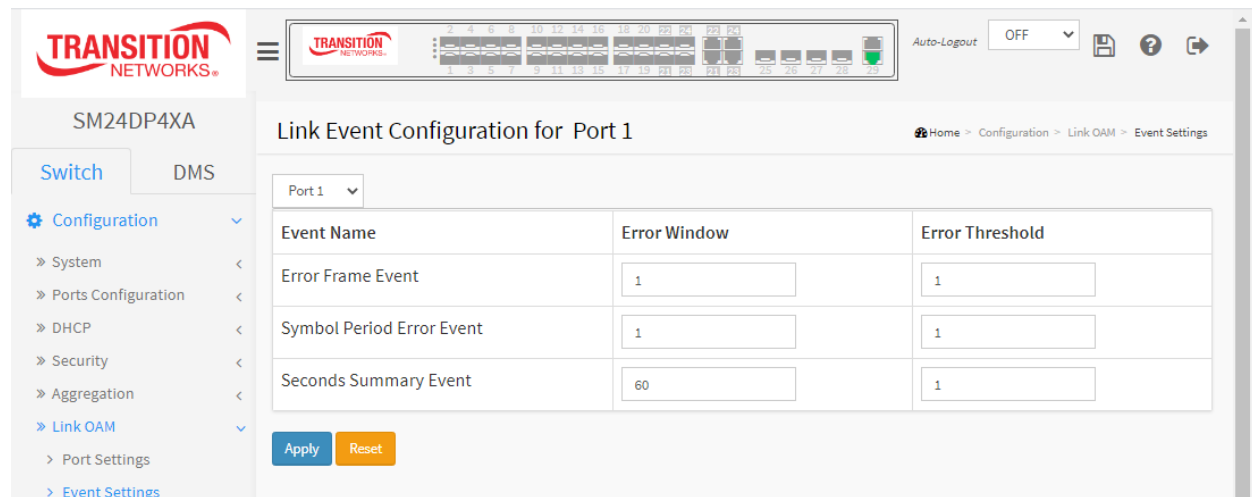 TRANSITION
NETWORKS®
TRANSITION
NETWORKS®
2 4 6 8 10 12 14 16 18 20 22 24 22 24
1 3 5 7 9 11 13 15 17 19 21 23 21 23 25 26 27 28 29
Auto-Logout OFF
SM24DP4XA
Switch DMS
Configuration
System
Ports Configuration
DHCP
Security
Aggregation
Link OAM
Port Settings
Event Settings
Link Event Configuration for Port 1
Home > Configuration > Link OAM > Event Settings
Port 1
Event Name Error Window Error Threshold
Error Frame Event 1 1
Symbol Period Error Event 1 1
Seconds Summary Event 60 1
Apply Reset